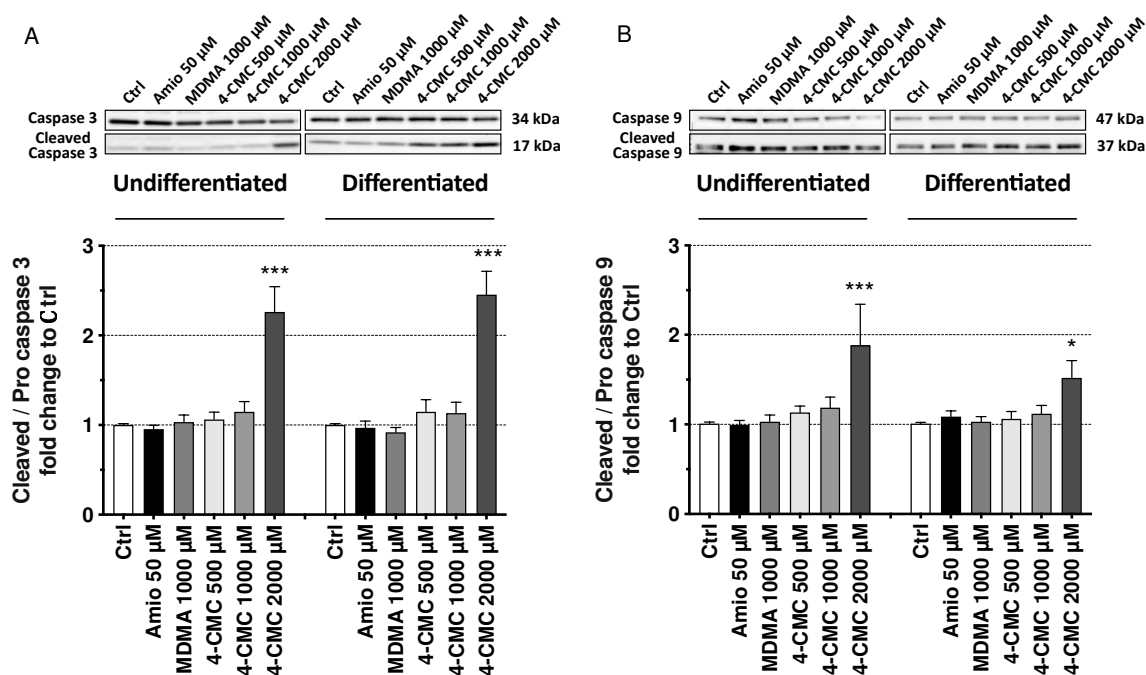 A
Ctrl
Amio 50 µM
MDMA 1000 µM
4-CMC 500 µM
4-CMC 1000 µM
4-CMC 2000 µM
Ctrl
Amio 50 µM
MDMA 1000 µM
4-CMC 500 µM
4-CMC 1000 µM
4-CMC 2000 µM
Caspase 3
34 kDa
Cleaved
Caspase 3
17 kDa
Undifferentiated
Differentiated
Cleaved / Pro caspase 3
fold change to Ctrl
3
2
1
0
***
***
Ctrl
Amio 50 µM
MDMA 1000 µM
4-CMC 500 µM
4-CMC 1000 µM
4-CMC 2000 µM
Ctrl
Amio 50 µM
MDMA 1000 µM
4-CMC 500 µM
4-CMC 1000 µM
4-CMC 2000 µM
B
Ctrl
Amio 50 µM
MDMA 1000 µM
4-CMC 500 µM
4-CMC 1000 µM
4-CMC 2000 µM
Ctrl
Amio 50 µM
MDMA 1000 µM
4-CMC 500 µM
4-CMC 1000 µM
4-CMC 2000 µM
Caspase 9
47 kDa
Cleaved
Caspase 9
37 kDa
Undifferentiated
Differentiated
Cleaved / Pro caspase 9
fold change to Ctrl
3
2
1
0
***
*
Ctrl
Amio 50 µM
MDMA 1000 µM
4-CMC 500 µM
4-CMC 1000 µM
4-CMC 2000 µM
Ctrl
Amio 50 µM
MDMA 1000 µM
4-CMC 500 µM
4-CMC 1000 µM
4-CMC 2000 µM